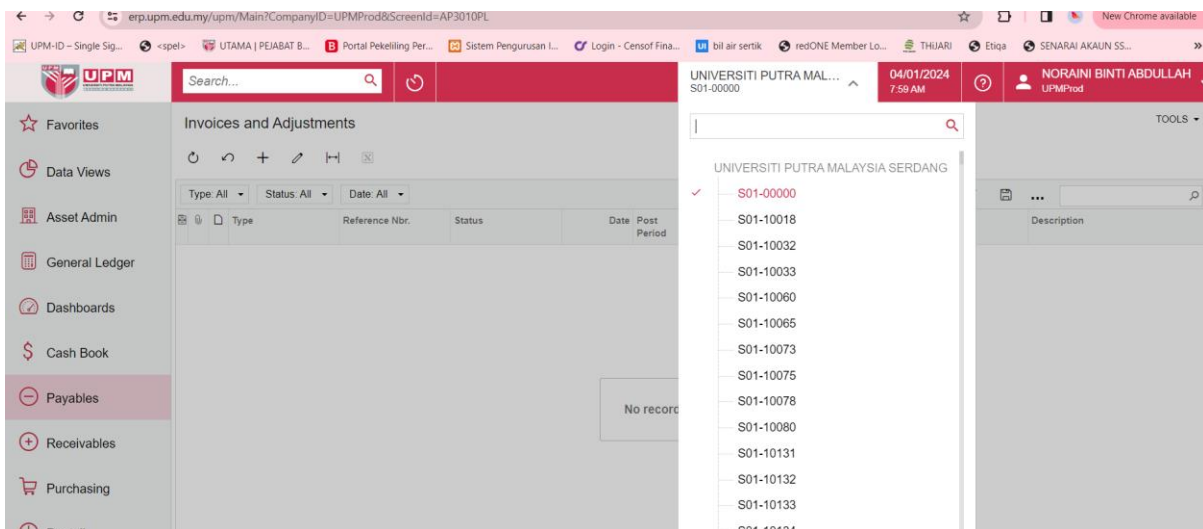 erp.upm.edu.my/upm/Main?CompanyID=UPMProd&ScreenId=AP3010PL
New Chrome available
UPM-ID – Single Sig... <spel> UTAMA | PEJABAT B... Portal Pekeliling Per... Sistem Pengurusan I... Login - Censof Fina... bil air sertik redONE Member Lo... THiJARI Etiqa SENARAI AKAUN SS... »
UPM
Search...
UNIVERSITI PUTRA MAL...
S01-00000
04/01/2024
7:59 AM
NORAINI BINTI ABDULLAH
UPMProd
Favorites
Data Views
Asset Admin
General Ledger
Dashboards
Cash Book
Payables
Receivables
Purchasing
Invoices and Adjustments
TOOLS
Type: All Status: All Date: All
Type Reference Nbr. Status Date Post Period Description
No record
UNIVERSITI PUTRA MALAYSIA SERDANG
S01-00000
S01-10018
S01-10032
S01-10033
S01-10060
S01-10065
S01-10073
S01-10075
S01-10078
S01-10080
S01-10131
S01-10132
S01-10133